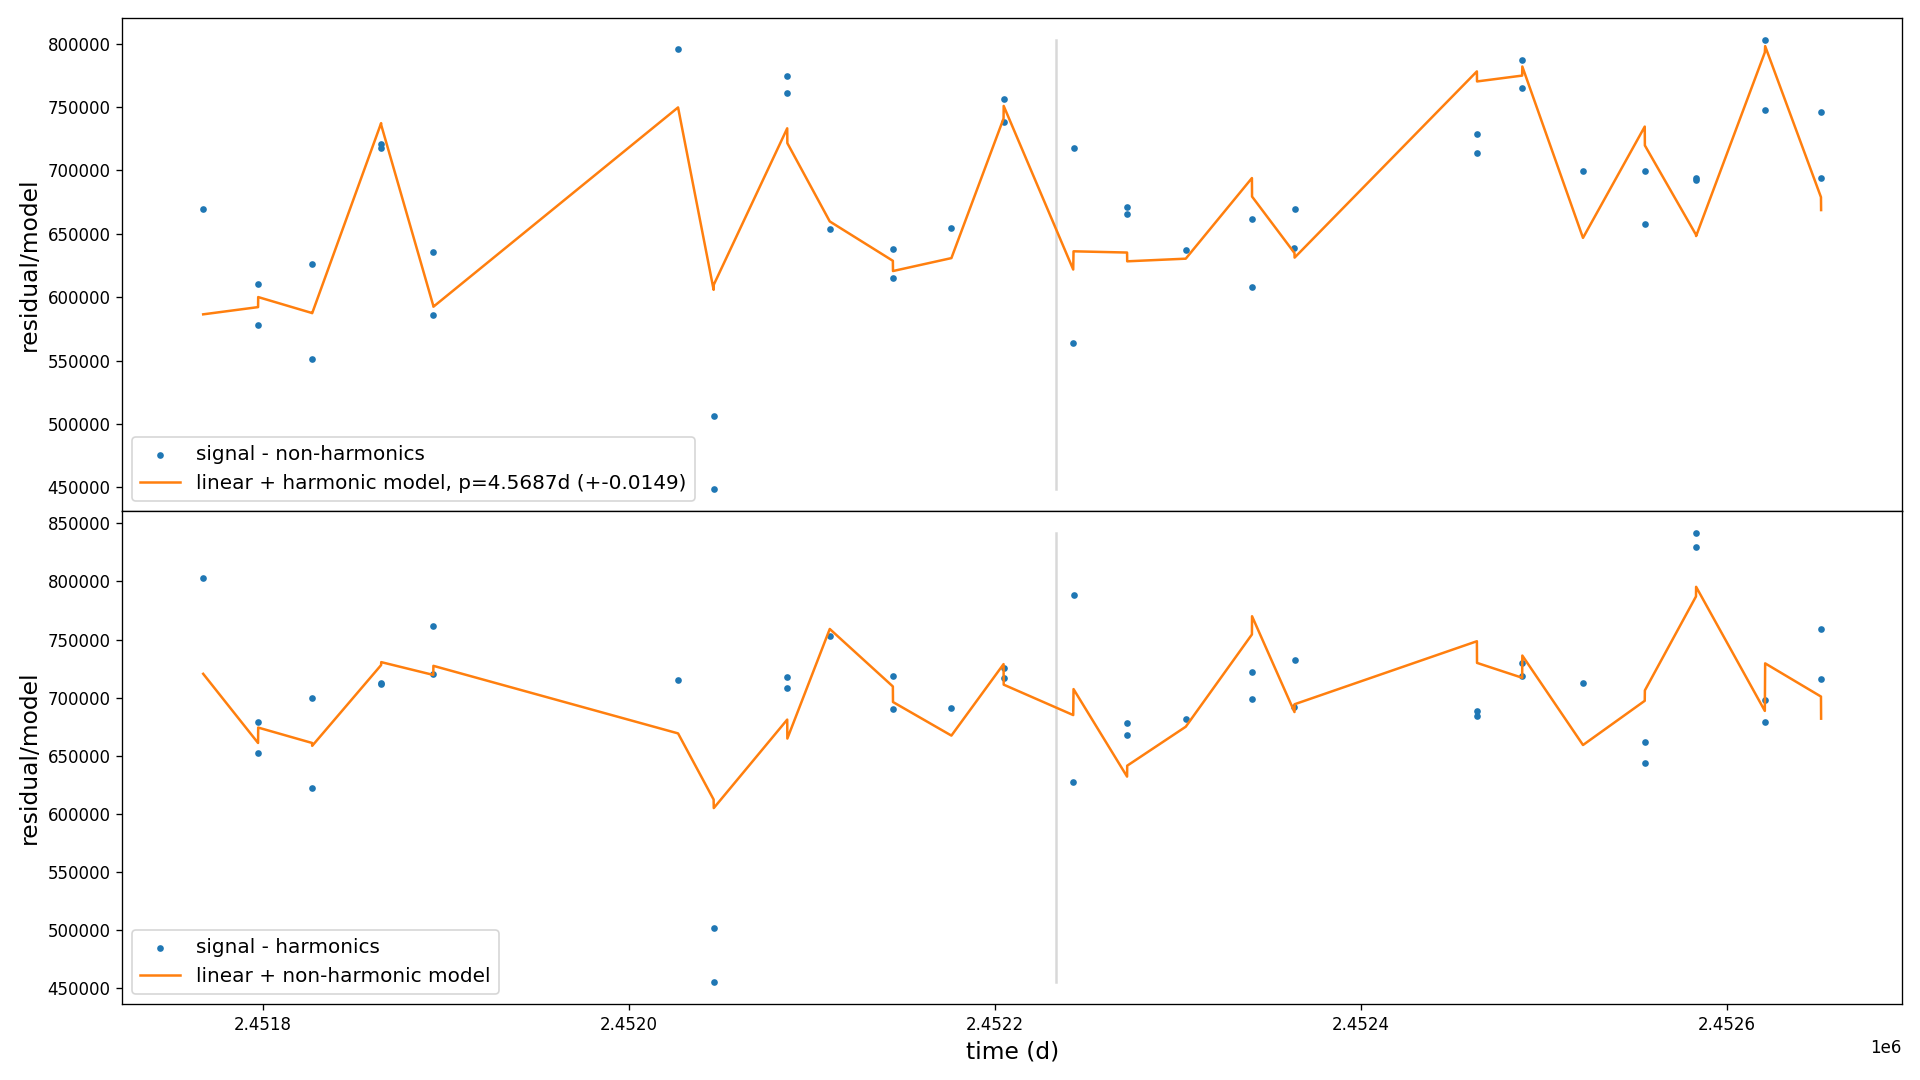 800000
750000
700000
650000
600000
550000
500000
450000
residual/model
signal - non-harmonics
linear + harmonic model, p=4.5687d (+-0.0149)
850000
800000
750000
700000
650000
600000
550000
500000
450000
residual/model
signal - harmonics
linear + non-harmonic model
2.4518 2.4520 2.4522 2.4524 2.4526
time (d)
1e6